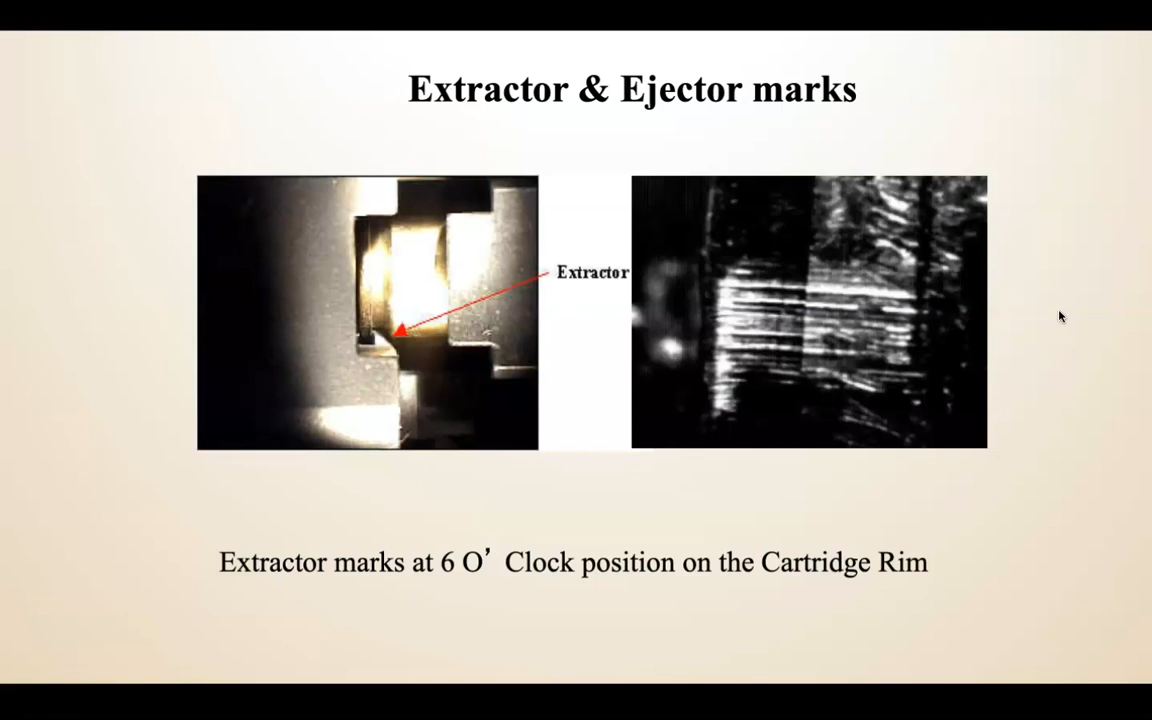 Extractor & Ejector marks
Extractor
Extractor marks at 6 O’ Clock position on the Cartridge Rim